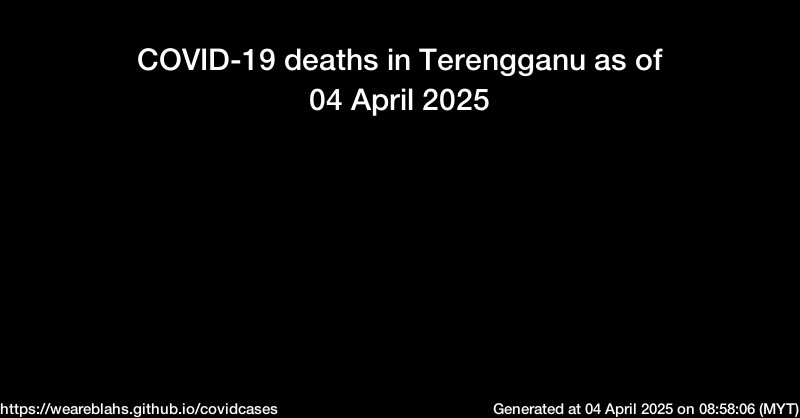 COVID-19 deaths in Terengganu as of
04 April 2025
https://weareblahs.github.io/covidcases
Generated at 04 April 2025 on 08:58:06 (MYT)